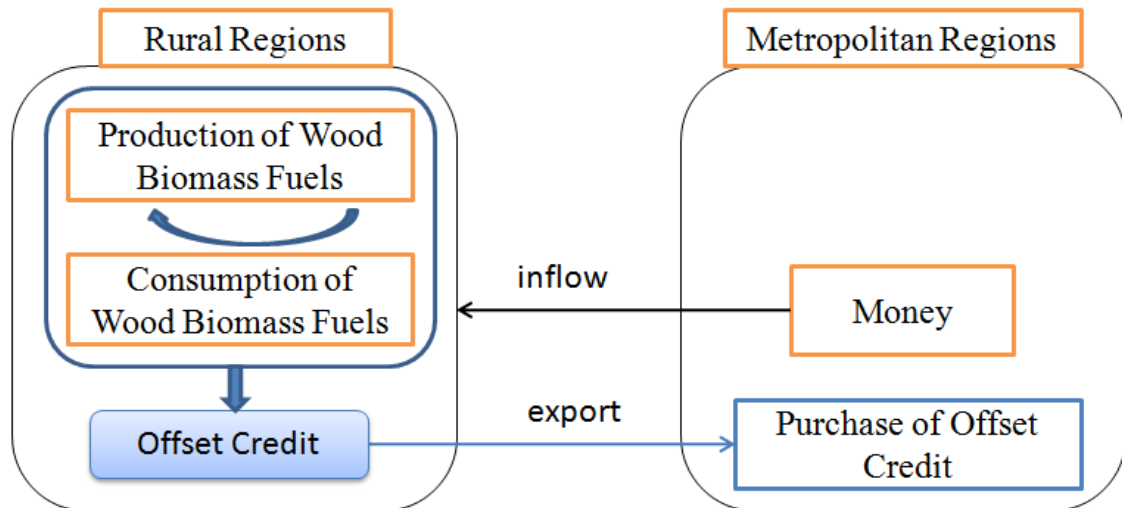 Rural Regions
Metropolitan Regions
Production of Wood
Biomass Fuels
Consumption of
Wood Biomass Fuels
inflow
Money
Offset Credit
export
Purchase of Offset
Credit